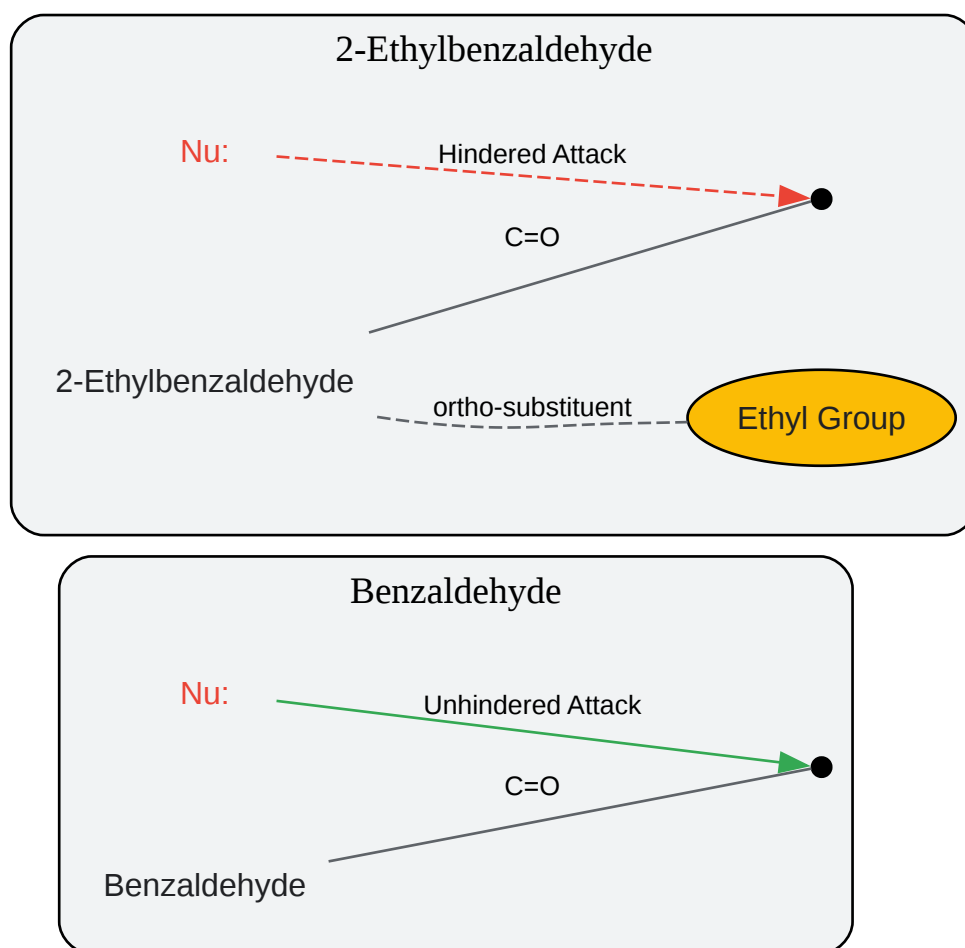 2-Ethylbenzaldehyde
Nu:
Hindered Attack
C=O
2-Ethylbenzaldehyde
ortho-substituent
Ethyl Group
Benzaldehyde
Nu:
Unhindered Attack
C=O
Benzaldehyde